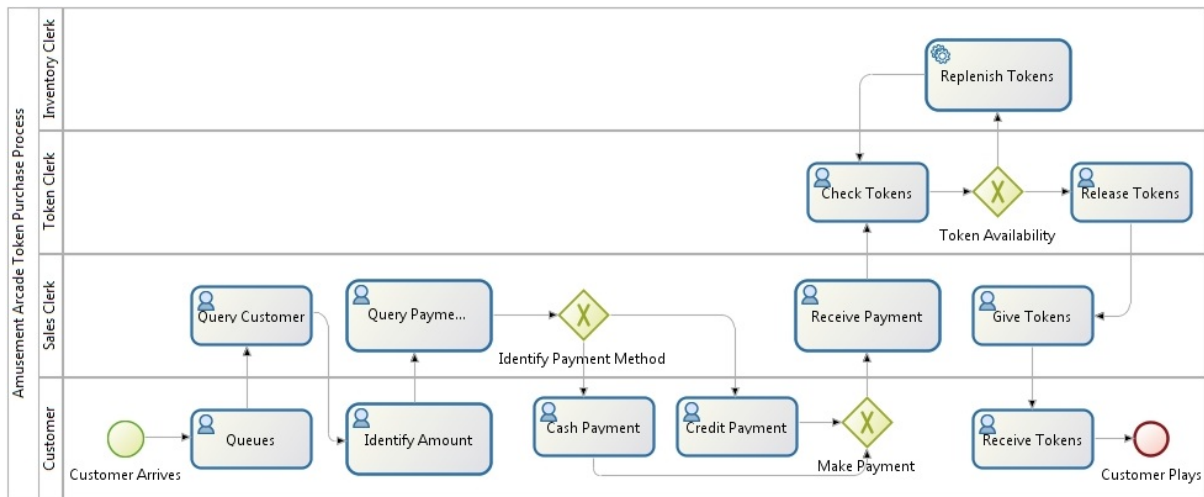 Amusement Arcade Token Purchase Process
Inventory Clerk
Replenish Tokens
Token Clerk
Check Tokens
Token Availability
Release Tokens
Sales Clerk
Query Customer
Query Payme...
Identify Payment Method
Receive Payment
Give Tokens
Customer
Customer Arrives
Queues
Identify Amount
Cash Payment
Credit Payment
Make Payment
Receive Tokens
Customer Plays